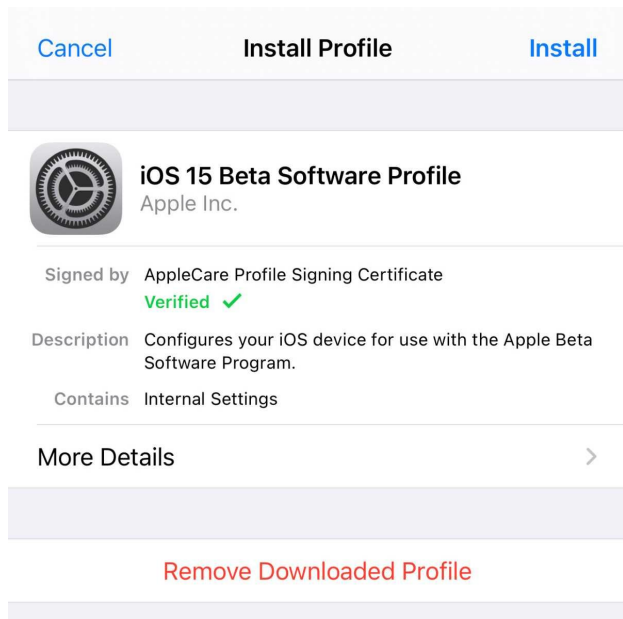 Cancel Install Profile Install
iOS 15 Beta Software Profile
Apple Inc.
Signed by AppleCare Profile Signing Certificate
Verified ✓
Description Configures your iOS device for use with the Apple Beta
Software Program.
Contains Internal Settings
More Details
Remove Downloaded Profile